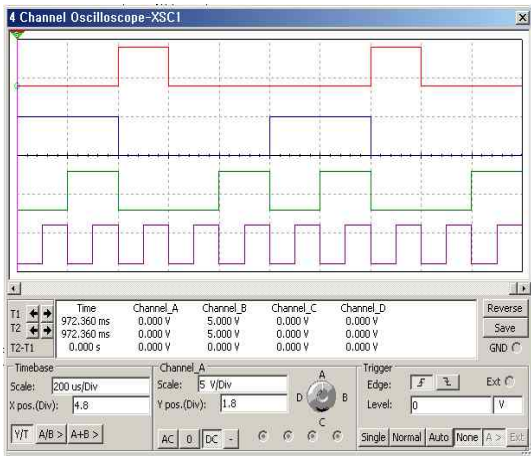 4 Channel Oscilloscope-XSC1
Time Channel_A Channel_B Channel_C Channel_D
T1 972.360 ms 0.000 V 5.000 V 0.000 V 0.000 V
T2 972.360 ms 0.000 V 5.000 V 0.000 V 0.000 V
T2-T1 0.000 s 0.000 V 0.000 V 0.000 V 0.000 V
Reverse
Save
GND
Timebase
Scale: 200 us/Div
X pos.(Div): 4.8
Y/T A/B > A+B >
Channel_A
Scale: 5 V/Div
Y pos.(Div): 1.8
AC 0 DC -
A
D B
C
Trigger
Edge: Ext
Level: 0 V
Single Normal Auto None A > Ext